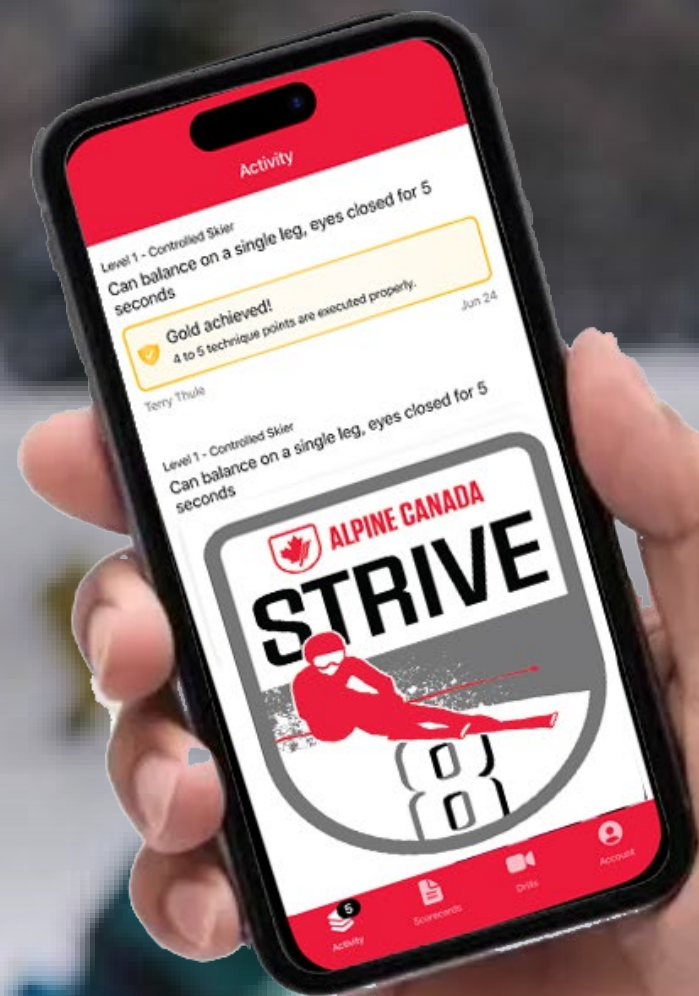 Activity
Level 1 - Controlled Skier
Can balance on a single leg, eyes closed for 5
seconds
Gold achieved!
4 to 5 technique points are executed properly.
Jun 24
Terry Thule
Level 1 - Controlled Skier
Can balance on a single leg, eyes closed for 5
seconds
ALPINE CANADA
STRIVE
5
Activity
Scorecards
Drills
Account